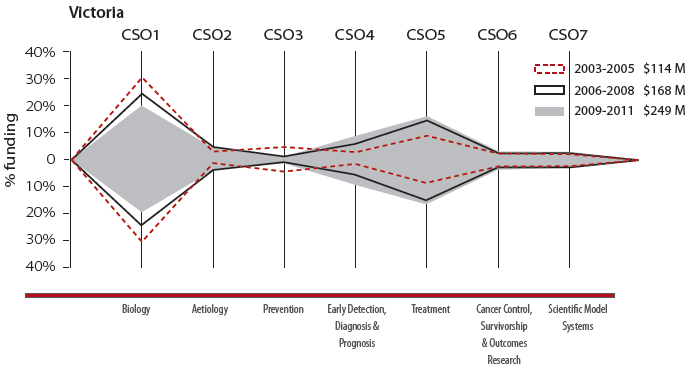 Victoria
CSO1 CSO2 CSO3 CSO4 CSO5 CSO6 CSO7
40%
30%
20%
10%
0
10%
20%
30%
40%
% funding
2003-2005 $114 M
2006-2008 $168 M
2009-2011 $249 M
Biology
Aetiology
Prevention
Early Detection,
Diagnosis &
Prognosis
Treatment
Cancer Control,
Survivorship
& Outcomes
Research
Scientific Model
Systems